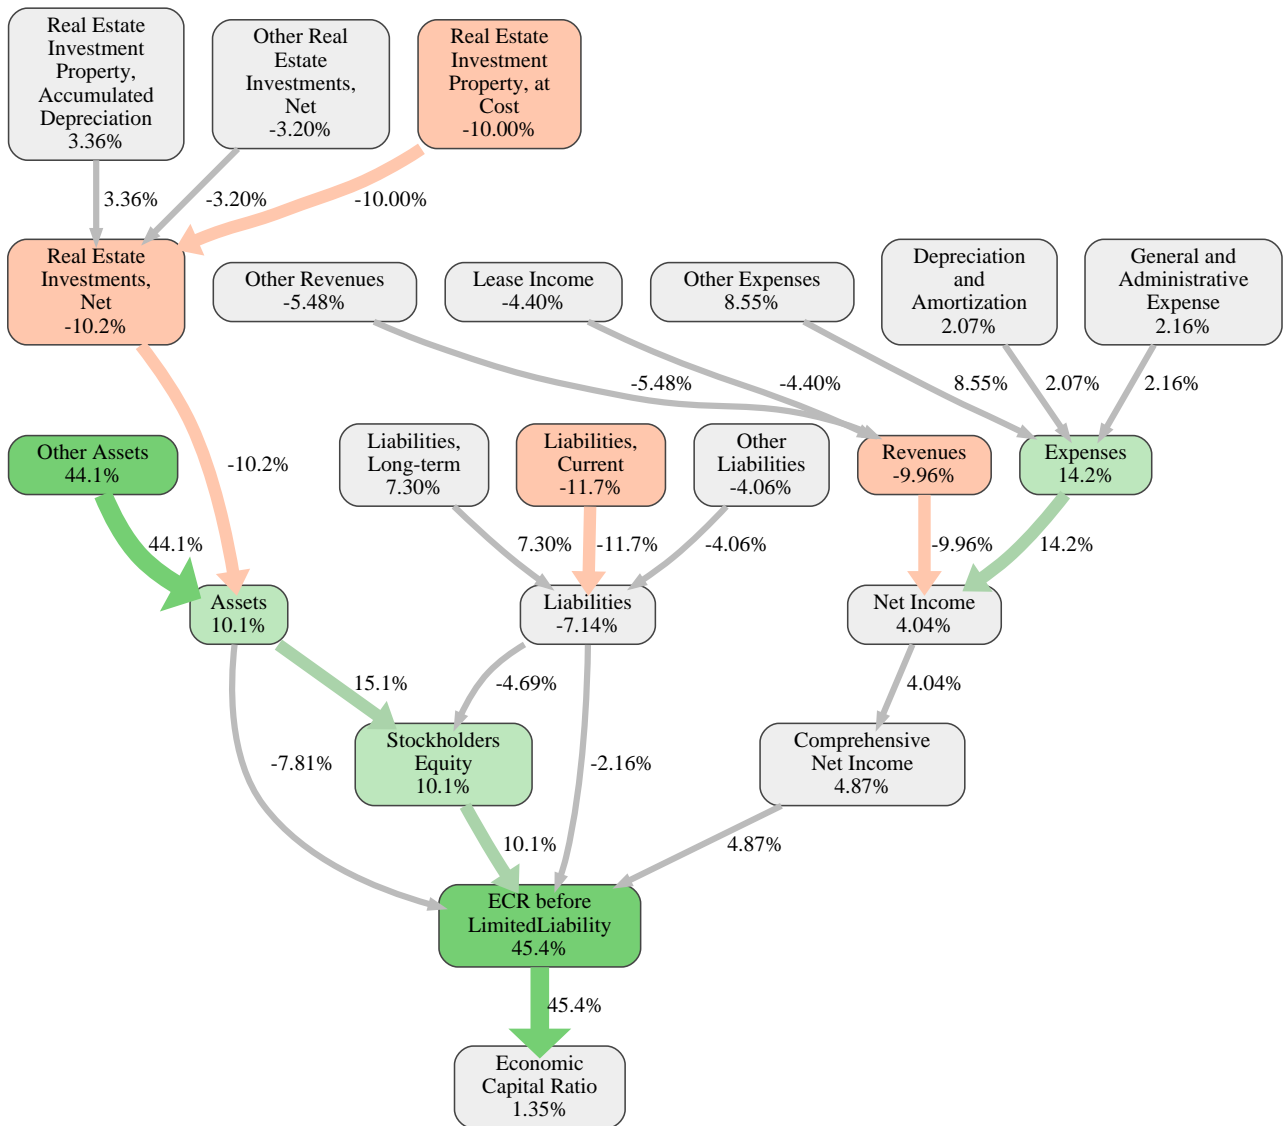 Real Estate
Investment
Property,
Accumulated
Depreciation
3.36%
Other Real
Estate
Investments,
Net
-3.20%
Real Estate
Investment
Property, at
Cost
-10.00%
3.36%
-3.20%
-10.00%
Real Estate
Investments,
Net
-10.2%
Other Revenues
-5.48%
Lease Income
-4.40%
Other Expenses
8.55%
Depreciation
and
Amortization
2.07%
General and
Administrative
Expense
2.16%
-5.48%
-4.40%
8.55%
2.07%
2.16%
Other Assets
44.1%
-10.2%
Liabilities,
Long-term
7.30%
Liabilities,
Current
-11.7%
Other
Liabilities
-4.06%
Revenues
-9.96%
Expenses
14.2%
44.1%
7.30%
-11.7%
-4.06%
-9.96%
14.2%
Assets
10.1%
Liabilities
-7.14%
Net Income
4.04%
15.1%
-4.69%
4.04%
-7.81%
Stockholders
Equity
10.1%
-2.16%
Comprehensive
Net Income
4.87%
10.1%
4.87%
ECR before
LimitedLiability
45.4%
45.4%
Economic
Capital Ratio
1.35%